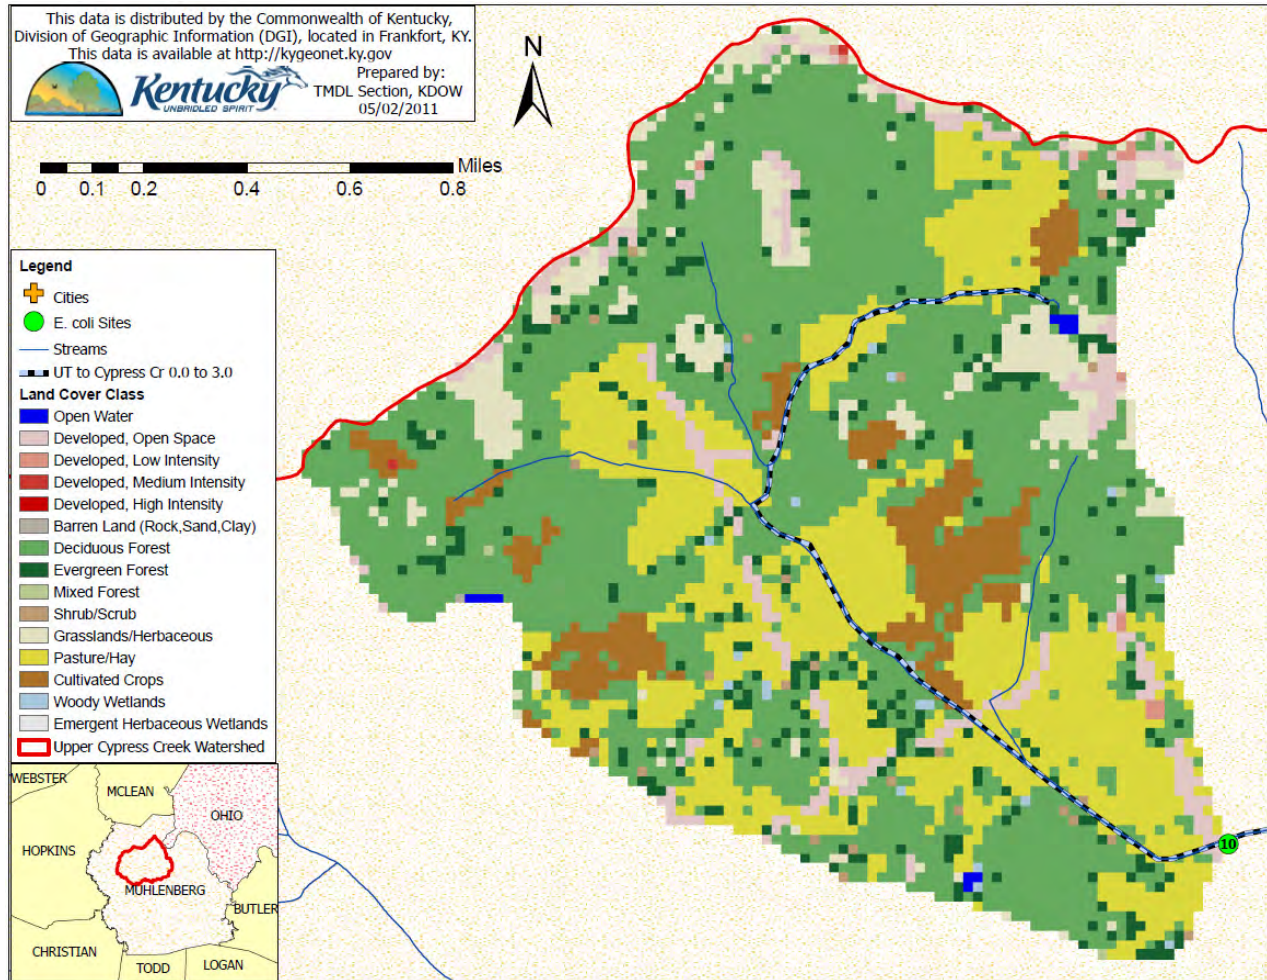 This data is distributed by the Commonwealth of Kentucky,
Division of Geographic Information (DGI), located in Frankfort, KY.
This data is available at http://kygeonet.ky.gov
Kentucky
UNBRIDLED SPIRIT
Prepared by:
TMDL Section, KDOW
05/02/2011
N
Miles
0 0.1 0.2 0.4 0.6 0.8
Legend
Cities
E. coli Sites
Streams
UT to Cypress Cr 0.0 to 3.0
Land Cover Class
Open Water
Developed, Open Space
Developed, Low Intensity
Developed, Medium Intensity
Developed, High Intensity
Barren Land (Rock,Sand,Clay)
Deciduous Forest
Evergreen Forest
Mixed Forest
Shrub/Scrub
Grasslands/Herbaceous
Pasture/Hay
Cultivated Crops
Woody Wetlands
Emergent Herbaceous Wetlands
Upper Cypress Creek Watershed
10
WEBSTER
MCLEAN
OHIO
HOPKINS
MUHLENBERG
BUTLER
CHRISTIAN
TODD
LOGAN